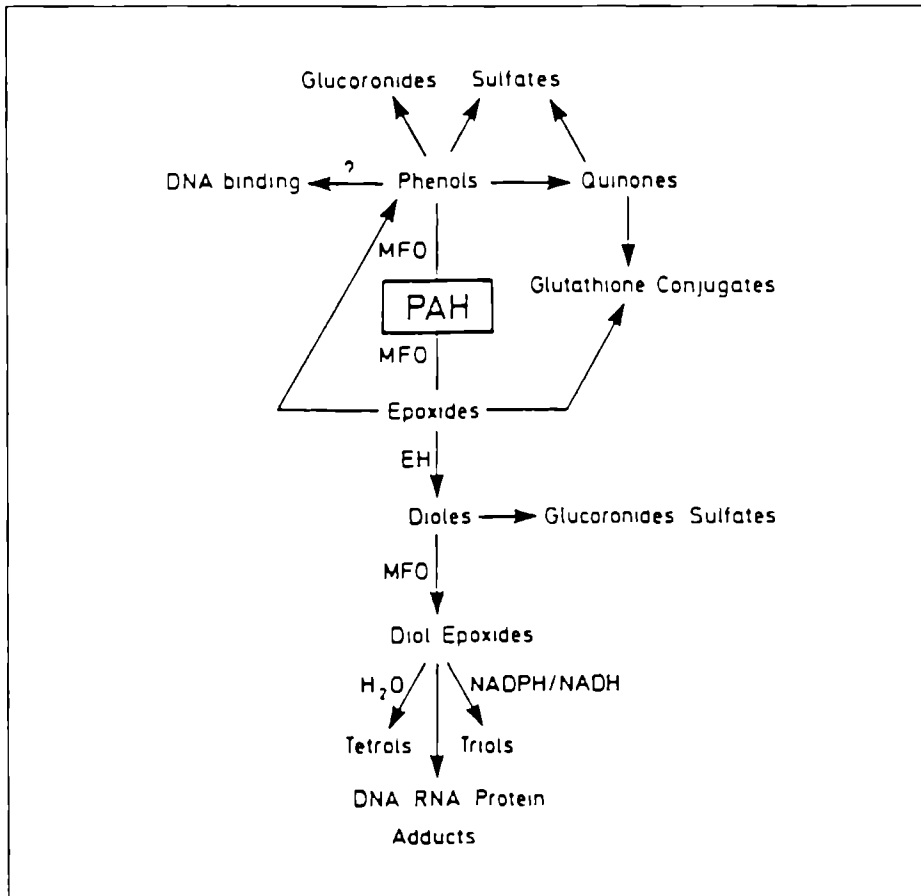 Glucoronides Sulfates
?
DNA binding Phenols Quinones
MFO
Glutathione Conjugates
PAH
MFO
Epoxides
EH
Dioles Glucoronides Sulfates
MFO
Diol Epoxides
H₂O NADPH/NADH
Tetrols Triols
DNA RNA Protein
Adducts